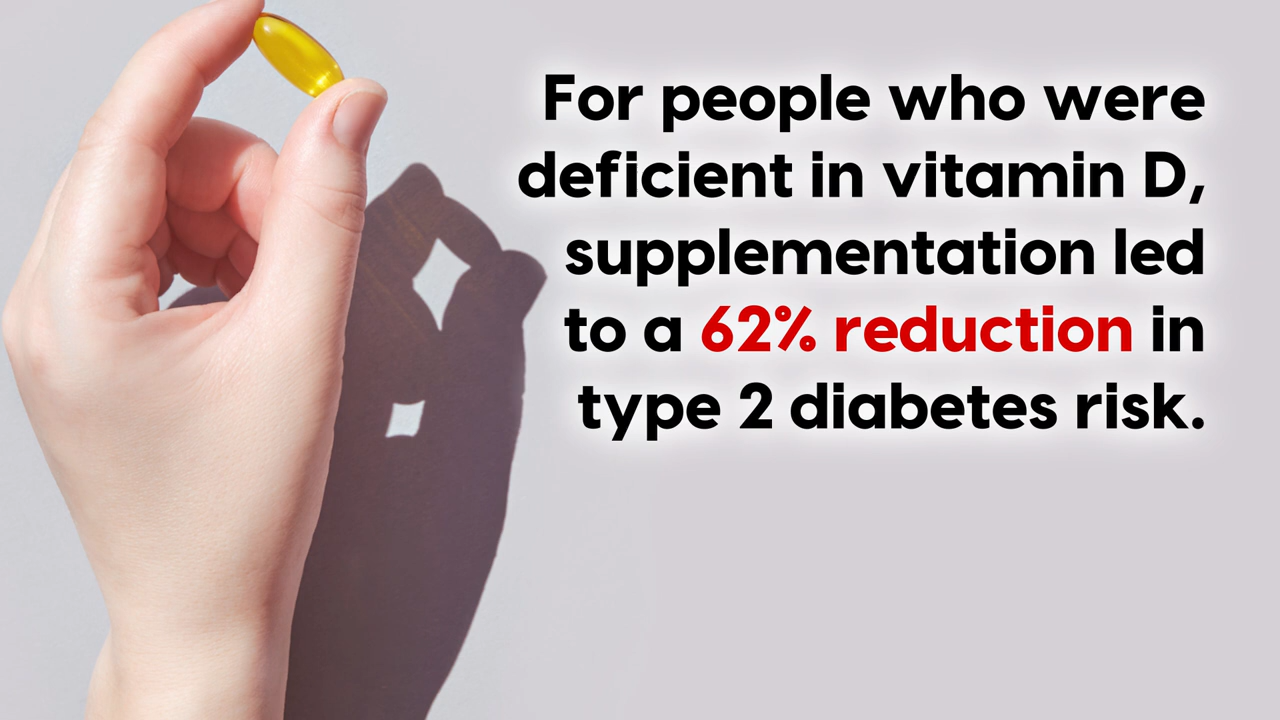 For people who were
deficient in vitamin D,
supplementation led
to a 62% reduction in
type 2 diabetes risk.